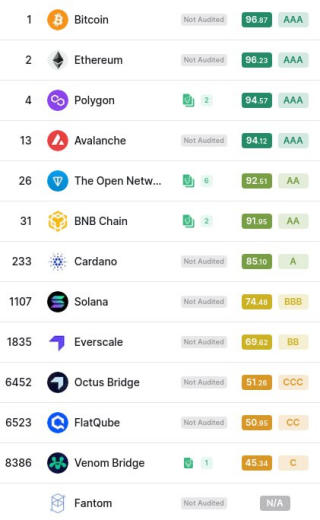 1 Bitcoin Not Audited 96.87 AAA
2 Ethereum Not Audited 96.23 AAA
4 Polygon 2 94.57 AAA
13 Avalanche Not Audited 94.12 AAA
26 The Open Netw... 6 92.51 AA
31 BNB Chain 2 91.95 AA
233 Cardano Not Audited 85.10 A
1107 Solana Not Audited 74.48 BBB
1835 Everscale Not Audited 69.62 BB
6452 Octus Bridge Not Audited 51.26 CCC
6523 FlatQube Not Audited 50.95 CC
8386 Venom Bridge 1 45.34 C
Fantom Not Audited N/A